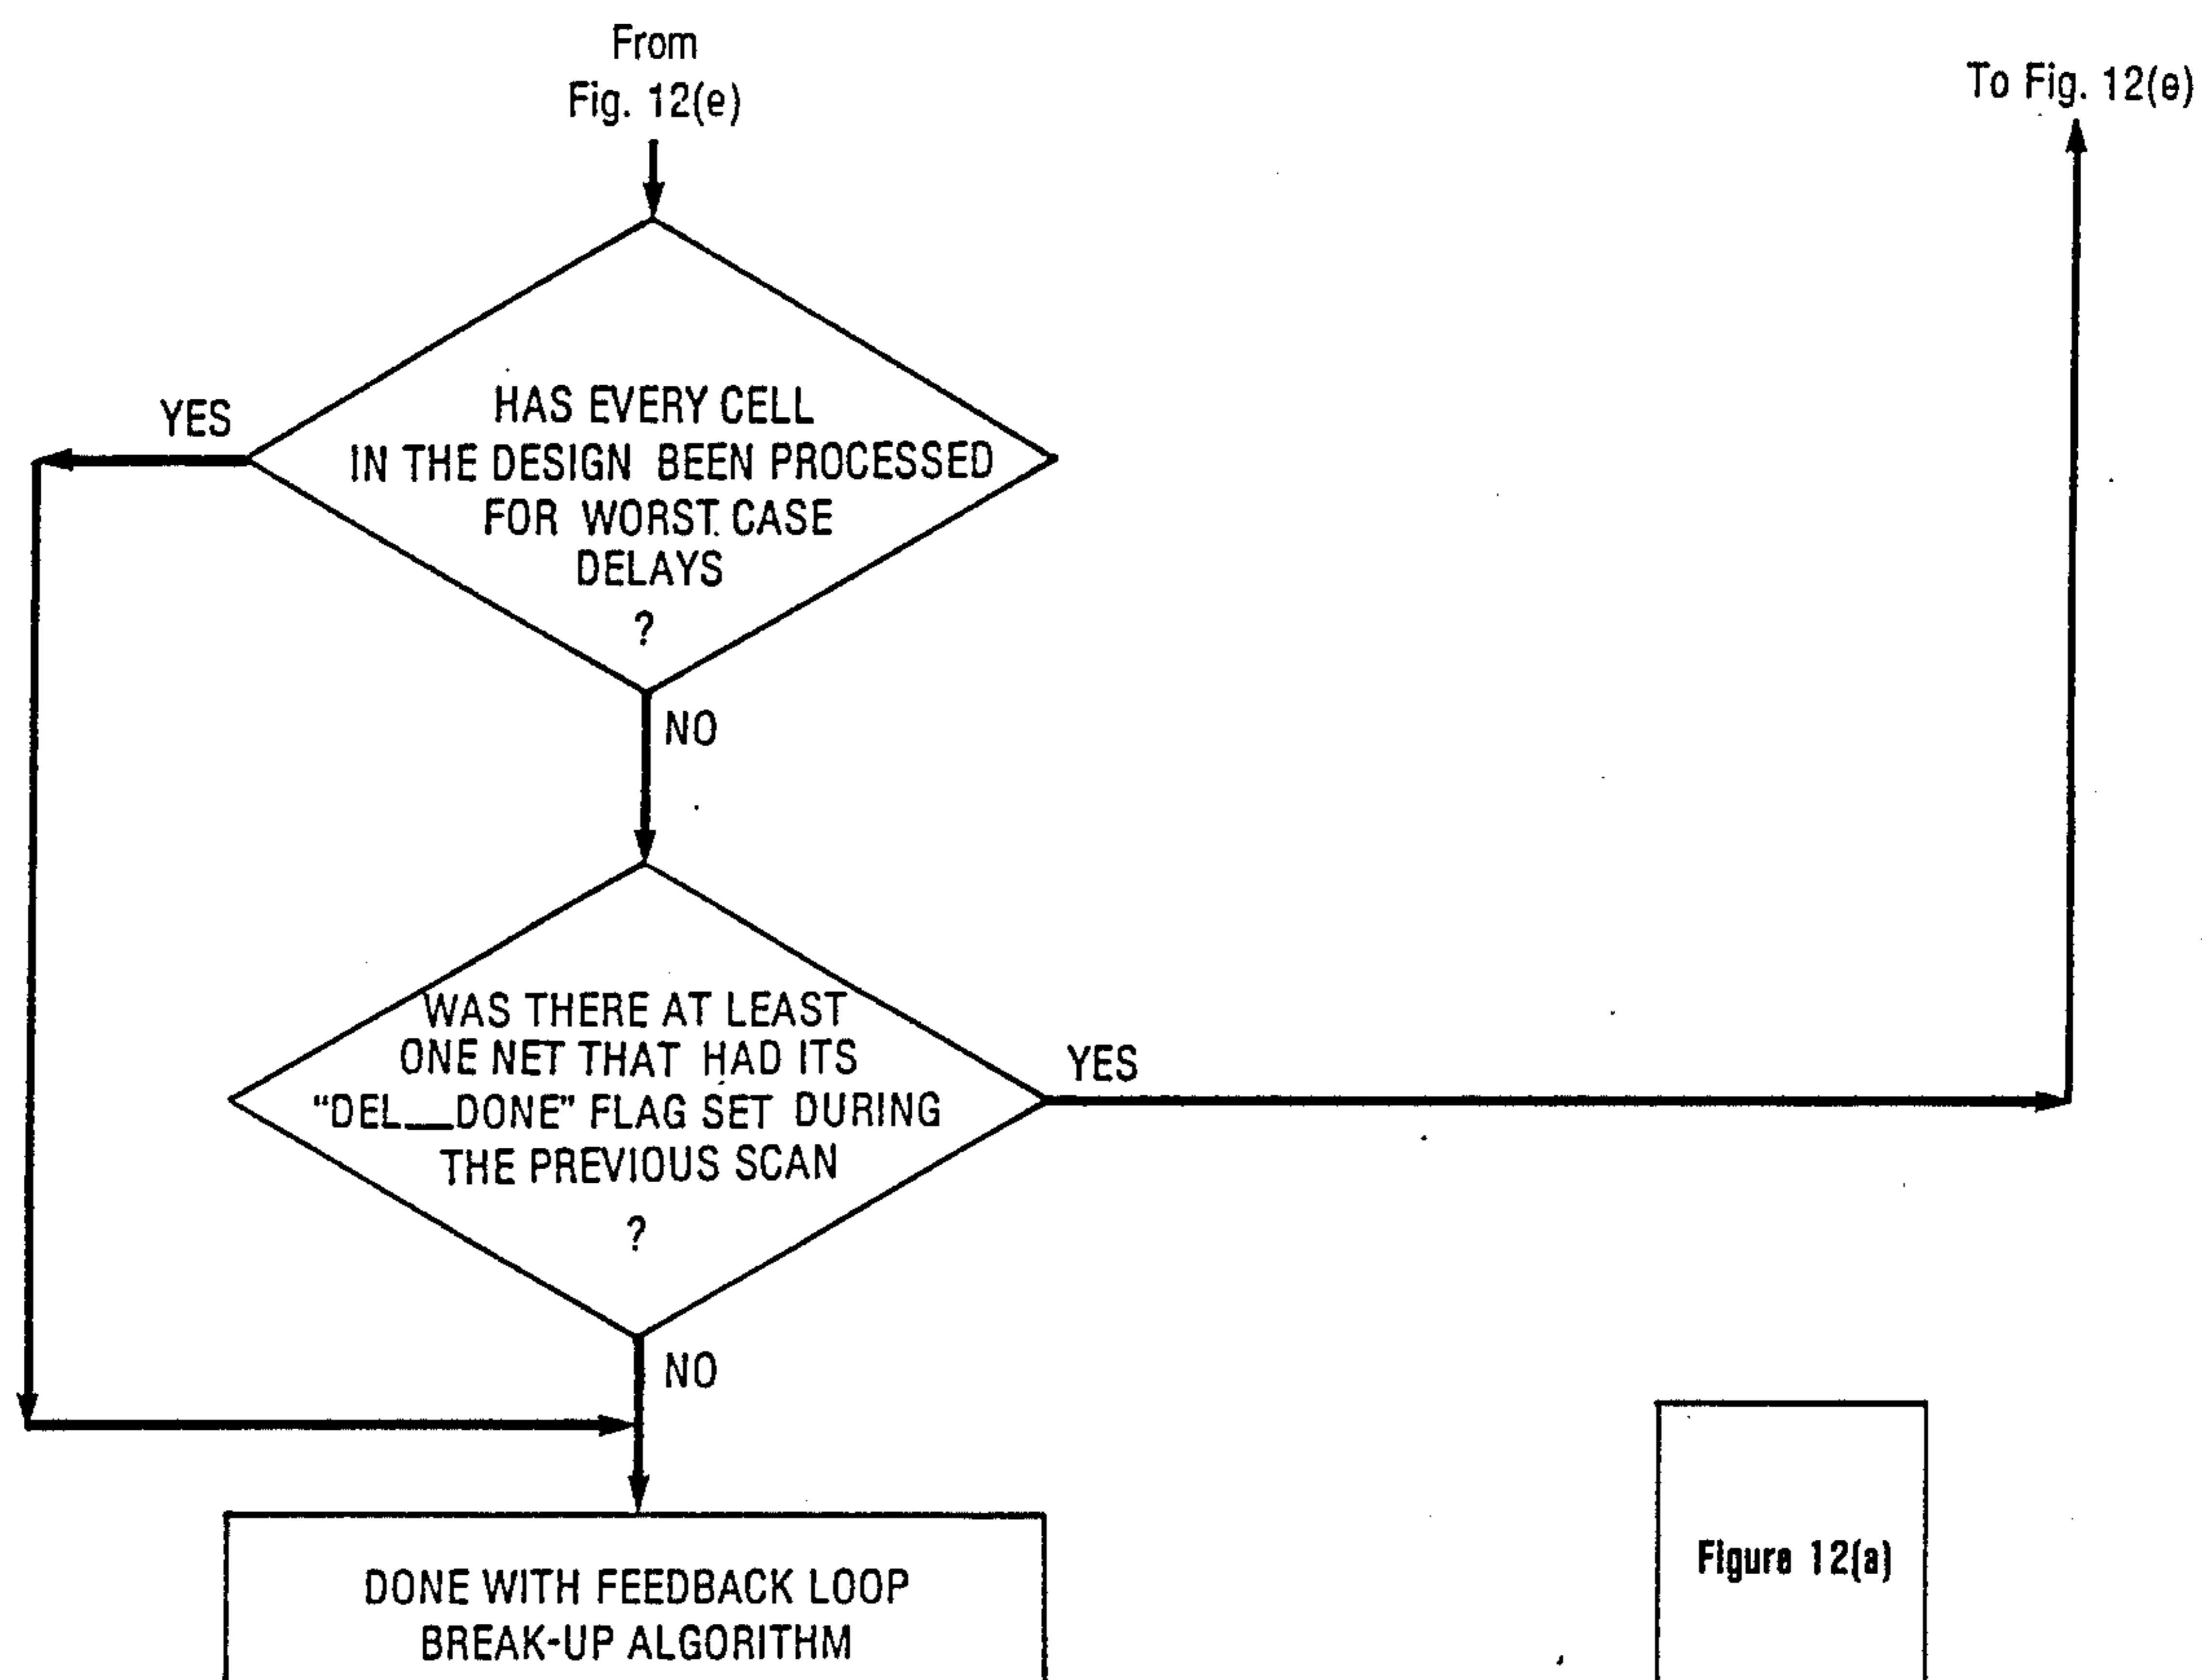 From
Fig. 12(e)
To Fig. 12(e)
HAS EVERY CELL
IN THE DESIGN BEEN PROCESSED
FOR WORST CASE
DELAYS
?
YES
NO
WAS THERE AT LEAST
ONE NET THAT HAD ITS
"DEL__DONE" FLAG SET DURING
THE PREVIOUS SCAN
?
YES
NO
DONE WITH FEEDBACK LOOP
BREAK-UP ALGORITHM
Figure 12(a)